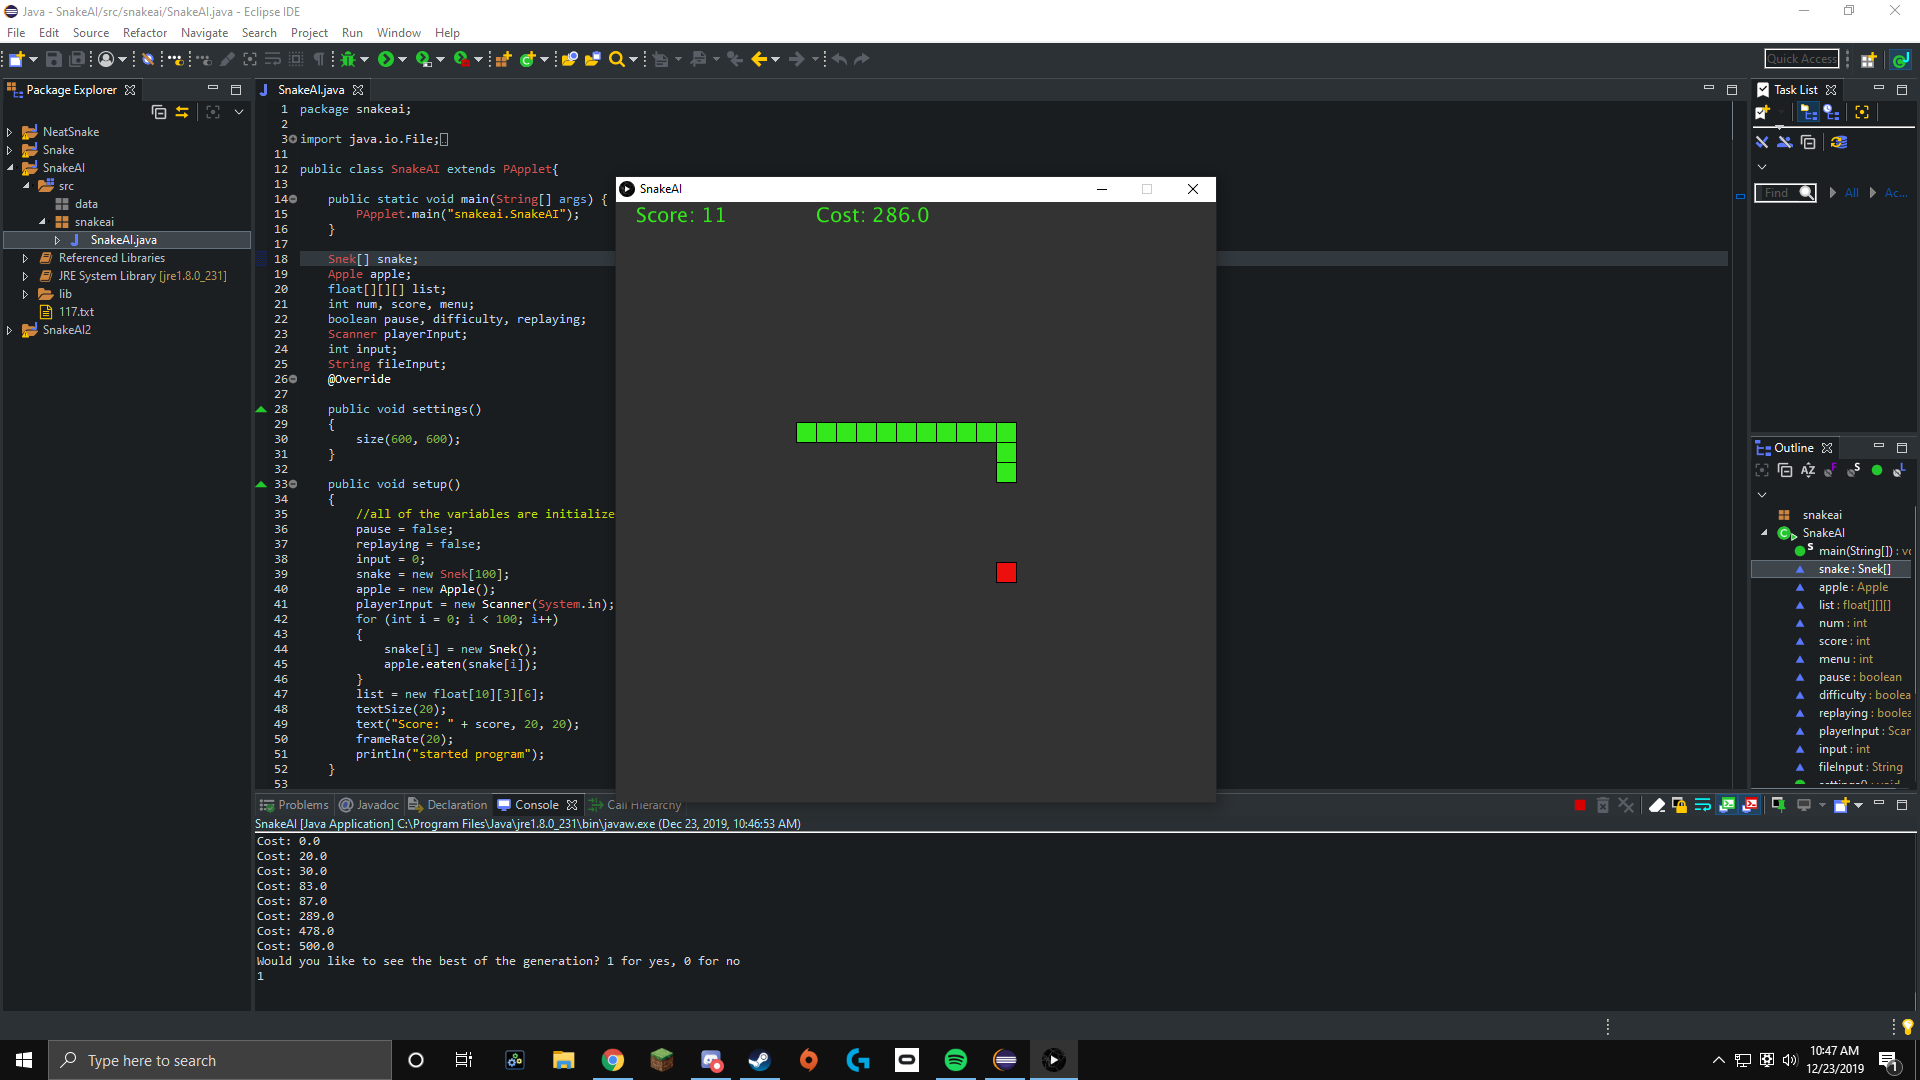 Java - SnakeAI/src/snakeai/SnakeAI.java - Eclipse IDE
File Edit Source Refactor Navigate Search Project Run Window Help
Quick Access
Package Explorer
NeatSnake
Snake
SnakeAI
src
data
snakeai
SnakeAI.java
Referenced Libraries
JRE System Library [jre1.8.0_231]
lib
117.txt
SnakeAI2
SnakeAI.java
1 package snakeai;
2
3 import java.io.File;
11
12 public class SnakeAI extends PApplet{
13
14 public static void main(String[] args) {
15 PApplet.main("snakeai.SnakeAI");
16 }
17
18 Snek[] snake;
19 Apple apple;
20 float[][][] list;
21 int num, score, menu;
22 boolean pause, difficulty, replaying;
23 Scanner playerInput;
24 int input;
25 String fileInput;
26 @Override
27
28 public void settings()
29 {
30 size(600, 600);
31 }
32
33 public void setup()
34 {
35 //all of the variables are initialize
36 pause = false;
37 replaying = false;
38 input = 0;
39 snake = new Snek[100];
40 apple = new Apple();
41 playerInput = new Scanner(System.in);
42 for (int i = 0; i < 100; i++)
43 {
44 snake[i] = new Snek();
45 apple.eaten(snake[i]);
46 }
47 list = new float[10][3][6];
48 textSize(20);
49 text("Score: " + score, 20, 20);
50 frameRate(20);
51 println("started program");
52 }
53
SnakeAI
Score: 11 Cost: 286.0
Task List
Find All Ac...
Outline
snakeai
SnakeAI
main(String[]) : vo
snake : Snek[]
apple : Apple
list : float[][][]
num : int
score : int
menu : int
pause : boolean
difficulty : boolea
replaying : boolea
playerInput : Scar
input : int
fileInput : String
settings() : void
Problems Javadoc Declaration Console Call Hierarchy
SnakeAI [Java Application] C:\Program Files\Java\jre1.8.0_231\bin\javaw.exe (Dec 23, 2019, 10:46:53 AM)
Cost: 0.0
Cost: 20.0
Cost: 30.0
Cost: 83.0
Cost: 87.0
Cost: 289.0
Cost: 478.0
Cost: 500.0
Would you like to see the best of the generation? 1 for yes, 0 for no
1
Type here to search
10:47 AM
12/23/2019
1